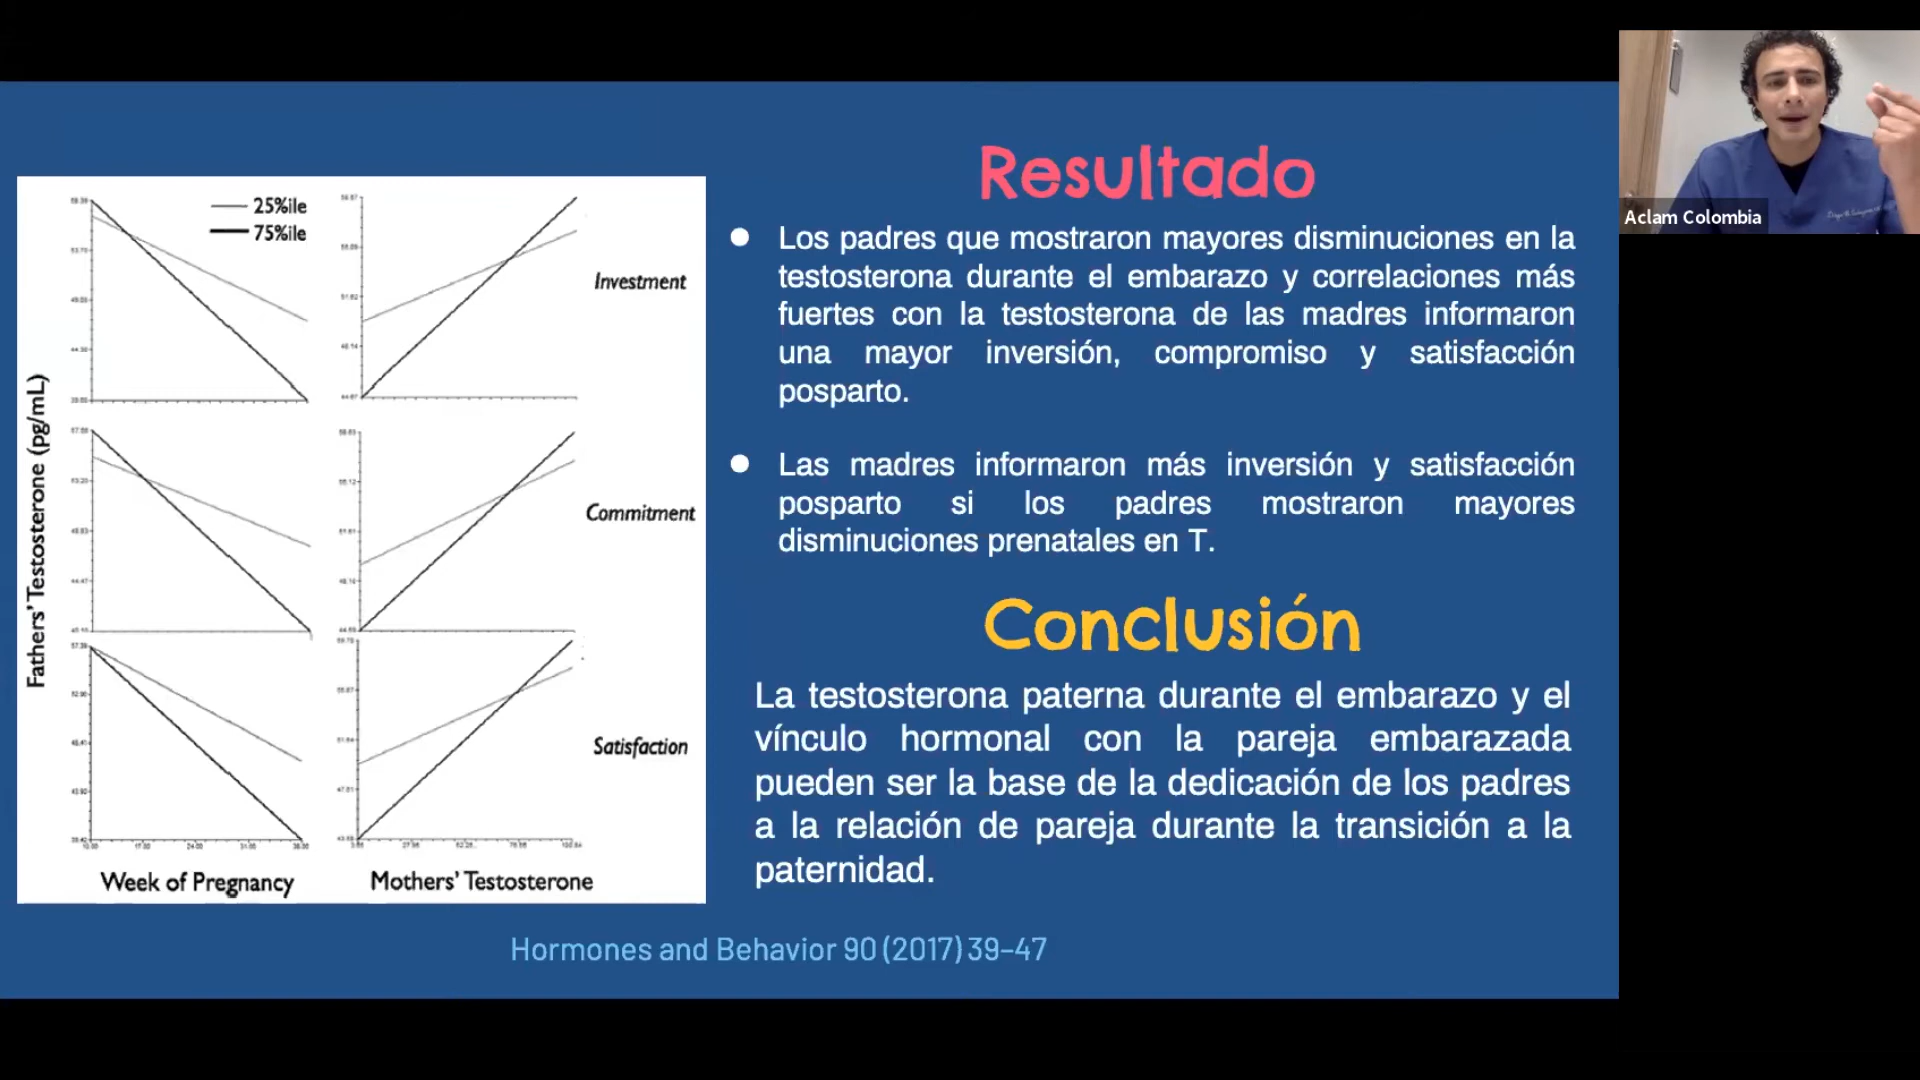 Aclam Colombia
25%ile
75%ile
Investment
Commitment
Satisfaction
Fathers' Testosterone (pg/mL)
Week of Pregnancy
Mothers' Testosterone
Resultado
● Los padres que mostraron mayores disminuciones en la
testosterona durante el embarazo y correlaciones más
fuertes con la testosterona de las madres informaron
una mayor inversión, compromiso y satisfacción
posparto.
● Las madres informaron más inversión y satisfacción
posparto si los padres mostraron mayores
disminuciones prenatales en T.
Conclusión
La testosterona paterna durante el embarazo y el
vínculo hormonal con la pareja embarazada
pueden ser la base de la dedicación de los padres
a la relación de pareja durante la transición a la
paternidad.
Hormones and Behavior 90 (2017) 39–47